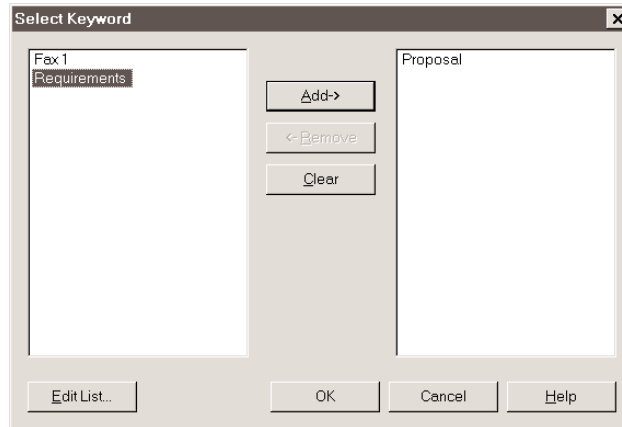 Select Keyword
Fax 1
Requirements
Add->
<-Remove
Clear
Proposal
Edit List...
OK
Cancel
Help